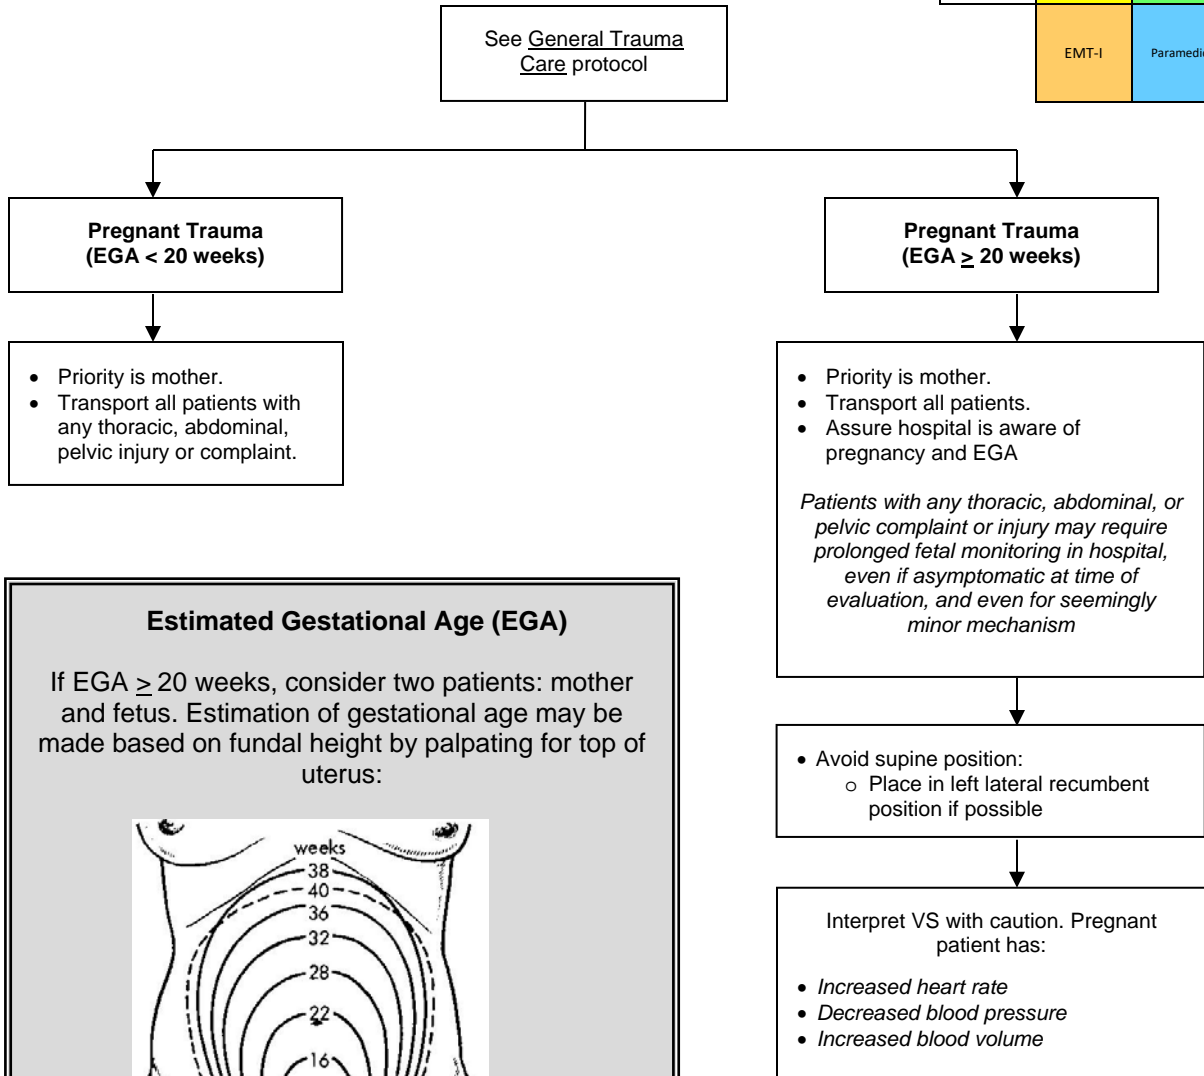 See General Trauma
Care protocol
EMT-I
Paramedic
Pregnant Trauma
(EGA < 20 weeks)
Pregnant Trauma
(EGA ≥ 20 weeks)
• Priority is mother.
• Transport all patients with
any thoracic, abdominal,
pelvic injury or complaint.
• Priority is mother.
• Transport all patients.
• Assure hospital is aware of
pregnancy and EGA
Patients with any thoracic, abdominal, or
pelvic complaint or injury may require
prolonged fetal monitoring in hospital,
even if asymptomatic at time of
evaluation, and even for seemingly
minor mechanism
• Avoid supine position:
o Place in left lateral recumbent
position if possible
Interpret VS with caution. Pregnant
patient has:
• Increased heart rate
• Decreased blood pressure
• Increased blood volume
Estimated Gestational Age (EGA)
If EGA ≥ 20 weeks, consider two patients: mother
and fetus. Estimation of gestational age may be
made based on fundal height by palpating for top of
uterus:
weeks
38
40
36
32
28
22
16